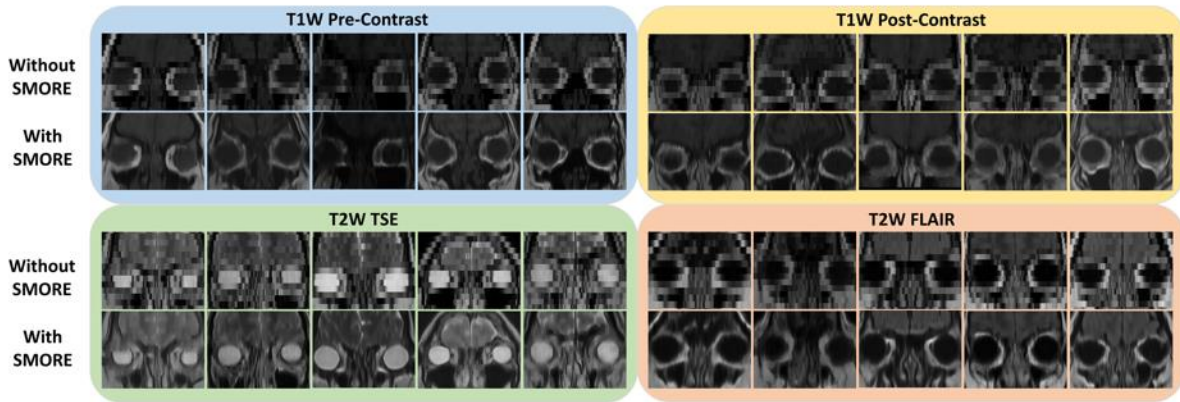 T1W Pre-Contrast
T1W Post-Contrast
Without
SMORE
With
SMORE
T2W TSE
T2W FLAIR
Without
SMORE
With
SMORE